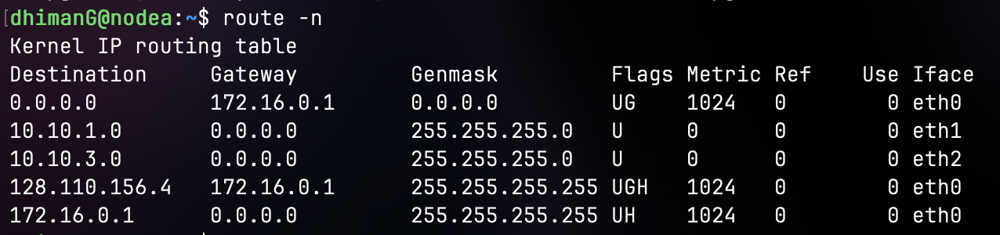 [dhimanG@nodea:~$ route -n
Kernel IP routing table
Destination Gateway Genmask Flags Metric Ref Use Iface
0.0.0.0 172.16.0.1 0.0.0.0 UG 1024 0 0 eth0
10.10.1.0 0.0.0.0 255.255.255.0 U 0 0 0 eth1
10.10.3.0 0.0.0.0 255.255.255.0 U 0 0 0 eth2
128.110.156.4 172.16.0.1 255.255.255.255 UGH 1024 0 0 eth0
172.16.0.1 0.0.0.0 255.255.255.255 UH 1024 0 0 eth0